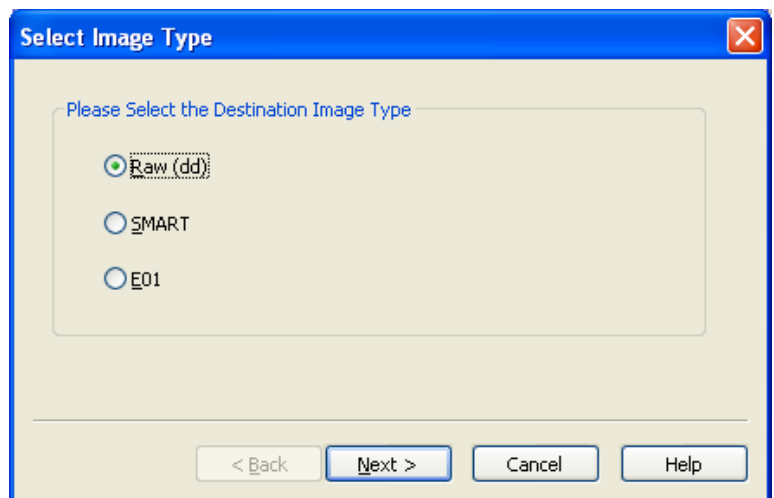 Select Image Type
Please Select the Destination Image Type
Raw (dd)
SMART
E01
< Back Next > Cancel Help